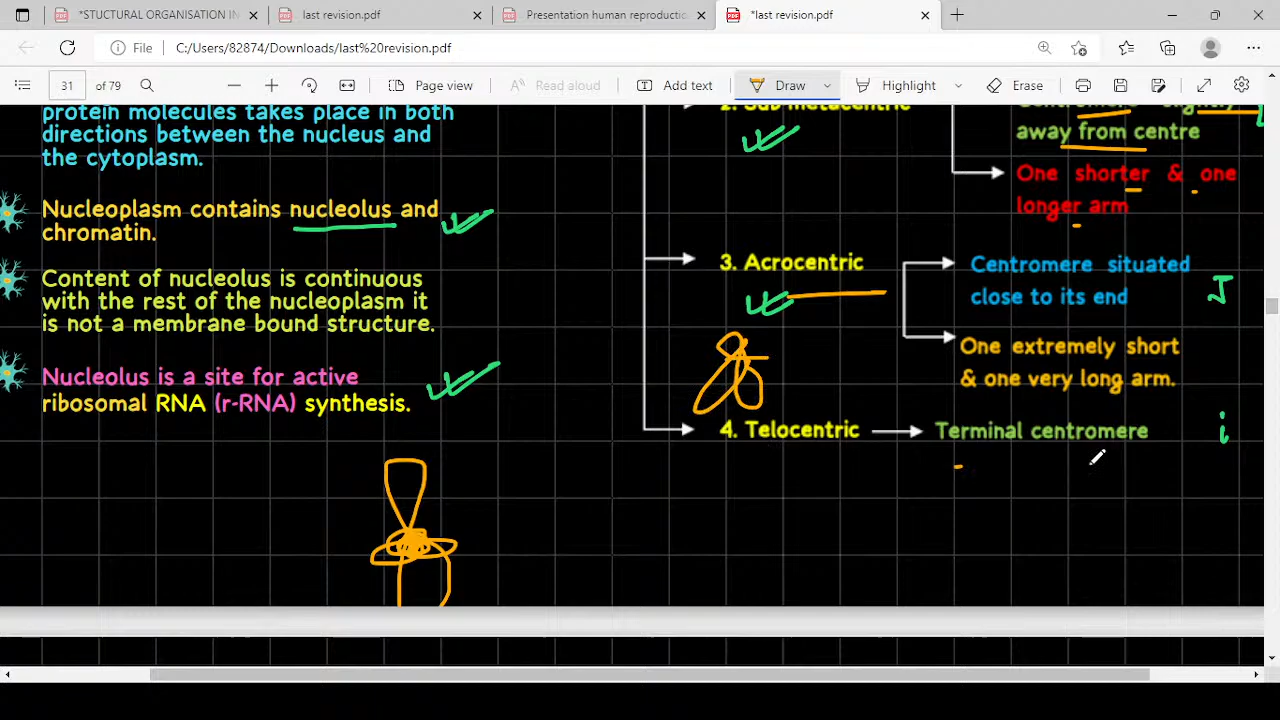 *STUCTURAL ORGANISATION IN
last revision.pdf
Presentation human reproductio
*last revision.pdf
File
C:/Users/82874/Downloads/last%20revision.pdf
31
of 79
Page view
Read aloud
Add text
Draw
Highlight
Erase
protein molecules takes place in both
directions between the nucleus and
the cytoplasm.
Nucleoplasm contains nucleolus and
chromatin.
Content of nucleolus is continuous
with the rest of the nucleoplasm it
is not a membrane bound structure.
Nucleolus is a site for active
ribosomal RNA (r-RNA) synthesis.
2. Sub metacentric
Centromere slightly
away from centre
One shorter & one
longer arm
3. Acrocentric
Centromere situated
close to its end
J
One extremely short
& one very long arm.
4. Telocentric
Terminal centromere
i